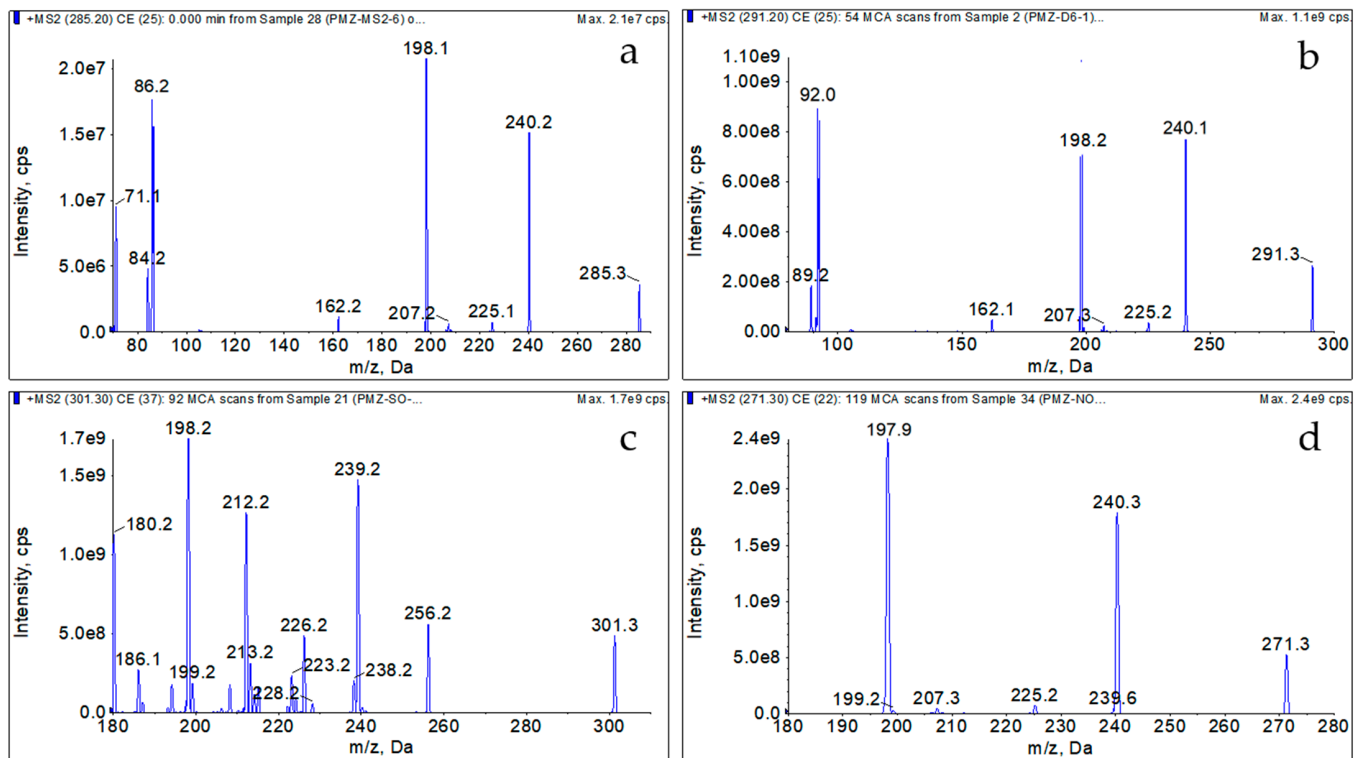 +MS2 (285.20) CE (25): 0.000 min from Sample 28 (PMZ-MS2-6) o... Max. 2.1e7 cps.
a
Intensity, cps
2.0e7
1.5e7
1.0e7
5.0e6
0.0
71.1
84.2
86.2
162.2
198.1
207.2
225.1
240.2
285.3
80 100 120 140 160 180 200 220 240 260 280
m/z, Da
+MS2 (291.20) CE (25): 54 MCA scans from Sample 2 (PMZ-D6-1)... Max. 1.1e9 cps.
b
Intensity, cps
1.10e9
1.00e9
8.00e8
6.00e8
4.00e8
2.00e8
0.00
89.2
92.0
162.1
198.2
207.3
225.2
240.1
291.3
100 150 200 250 300
m/z, Da
+MS2 (301.30) CE (37): 92 MCA scans from Sample 21 (PMZ-SO-... Max. 1.7e9 cps.
c
Intensity, cps
1.7e9
1.5e9
1.0e9
5.0e8
0.0
180.2
186.1
198.2
199.2
212.2
213.2
226.2
223.2
228.2
238.2
239.2
256.2
301.3
180 200 220 240 260 280 300
m/z, Da
+MS2 (271.30) CE (22): 119 MCA scans from Sample 34 (PMZ-NO... Max. 2.4e9 cps.
d
Intensity, cps
2.4e9
2.0e9
1.5e9
1.0e9
5.0e8
0.0
197.9
199.2
207.3
225.2
239.6
240.3
271.3
180 190 200 210 220 230 240 250 260 270 280
m/z, Da